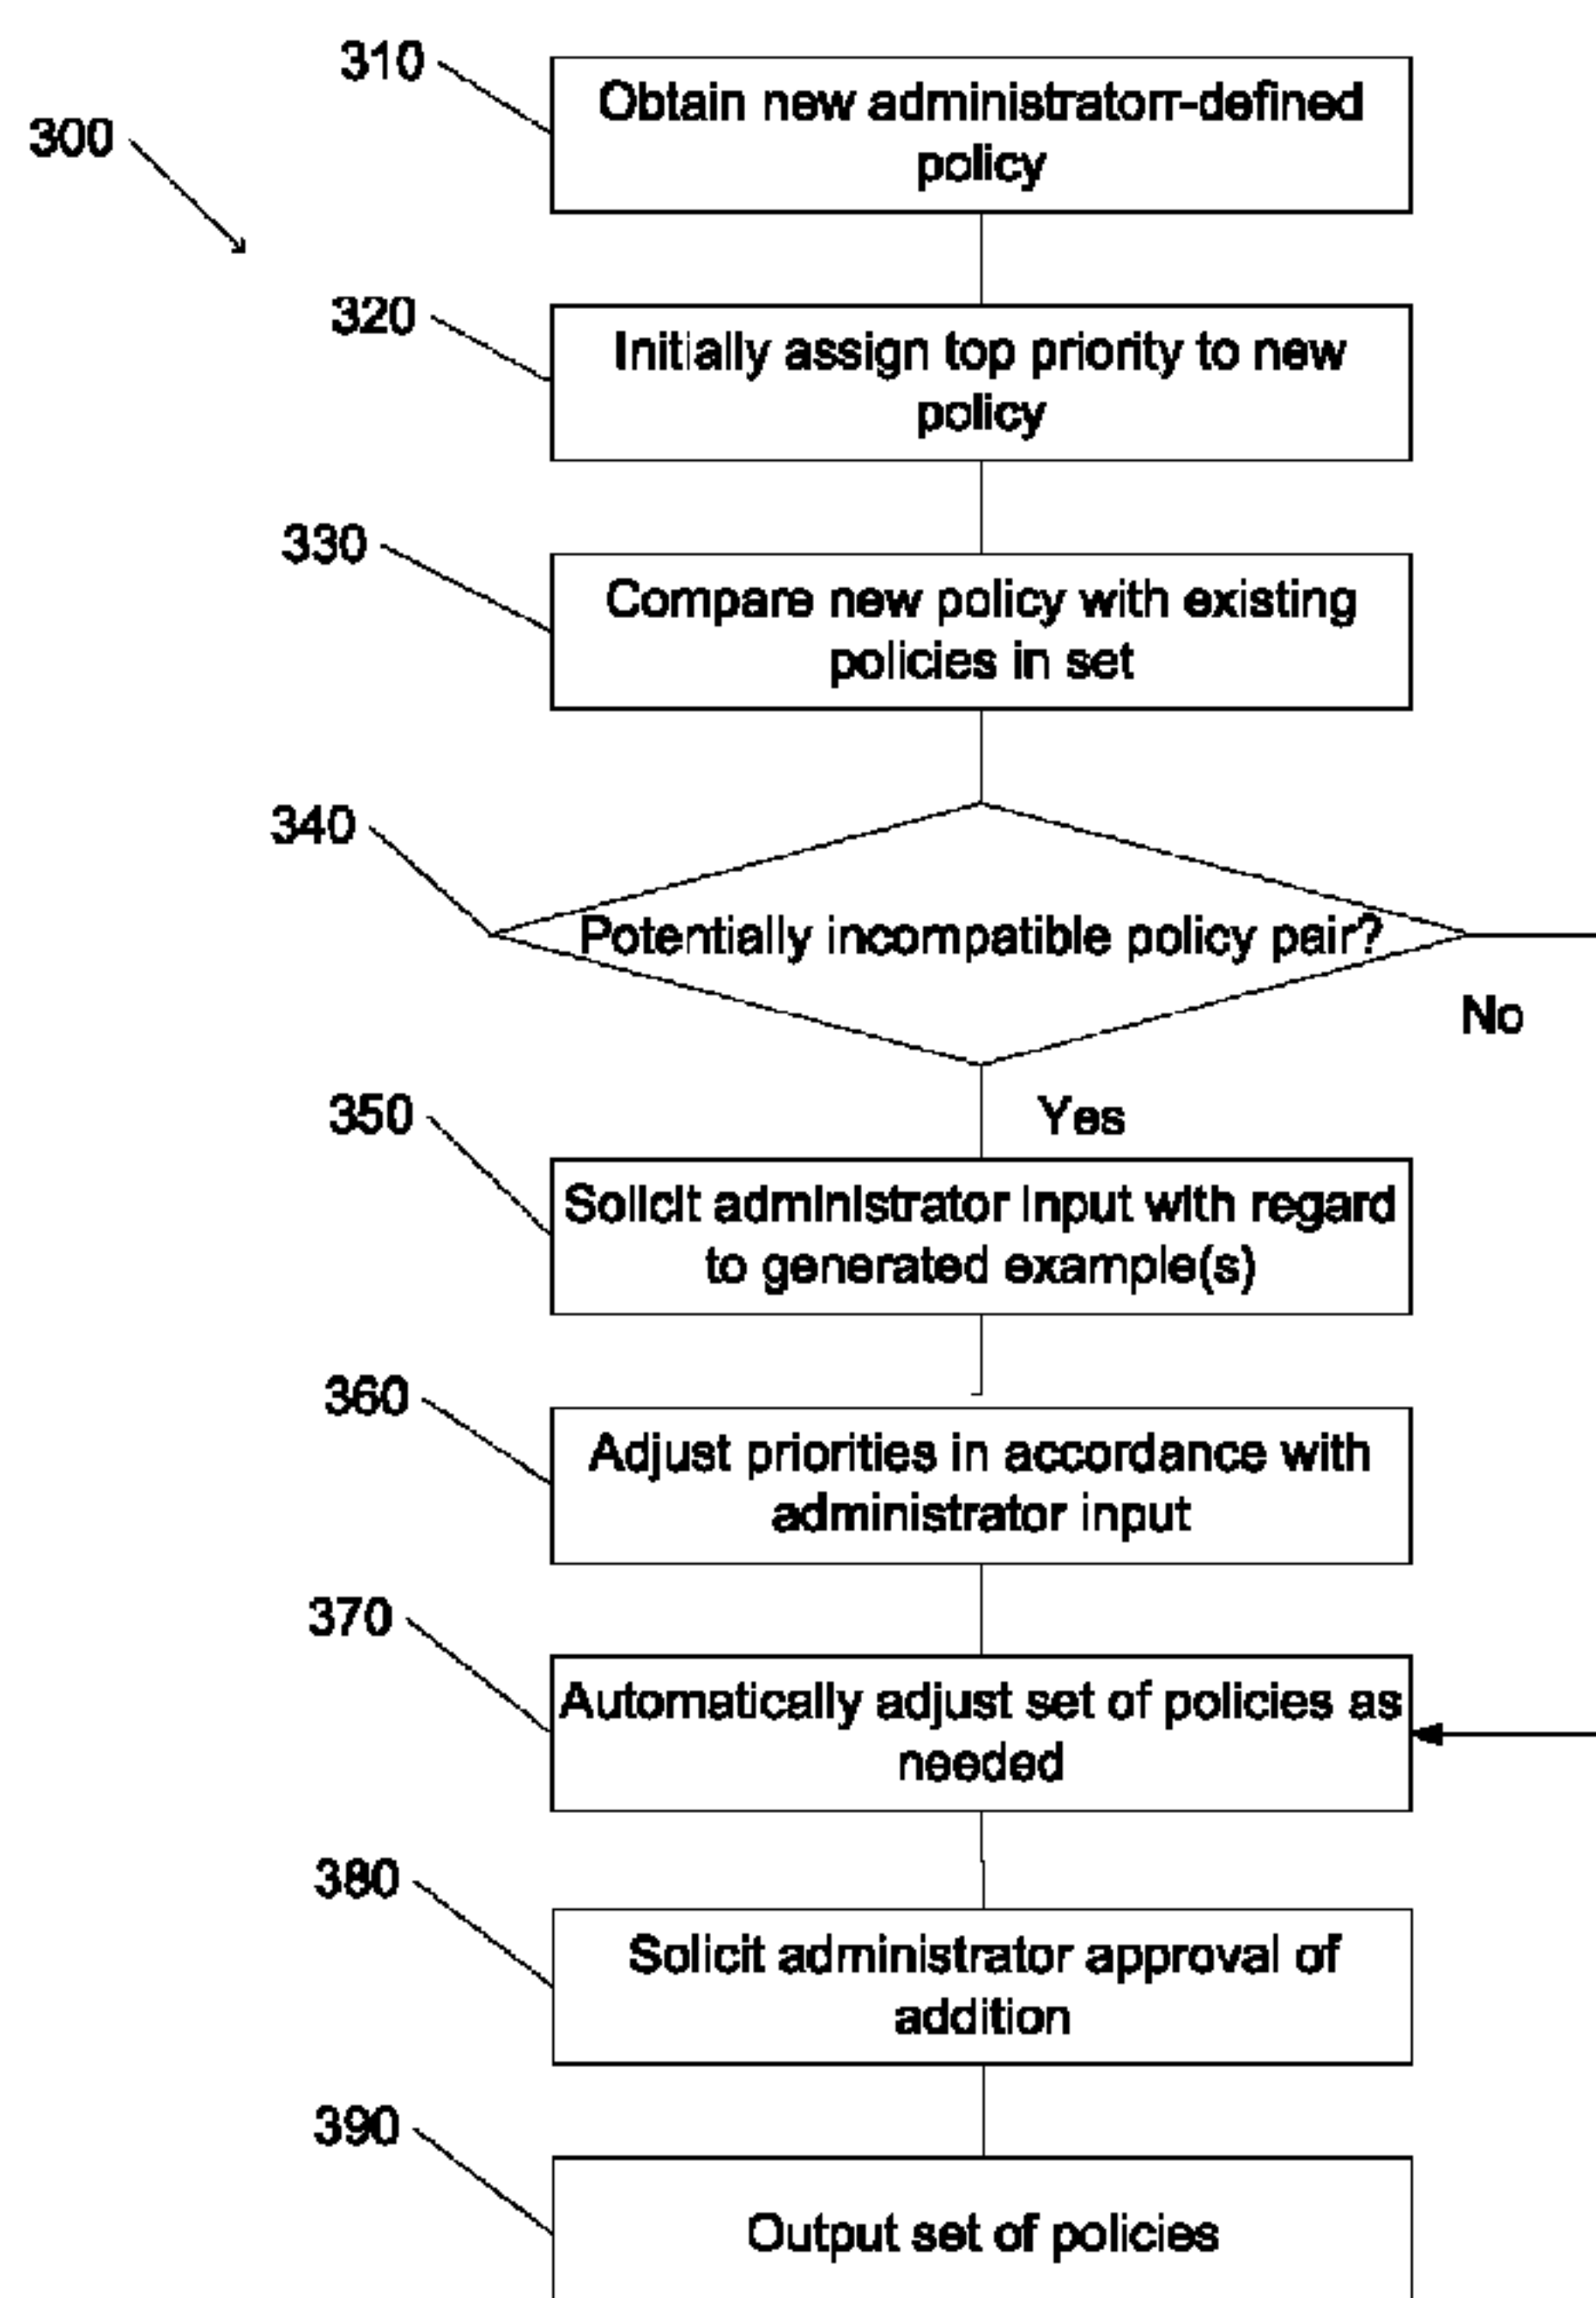 310
Obtain new administratorr-defined
policy
300
320
Initially assign top priority to new
policy
330
Compare new policy with existing
policies in set
340
Potentially incompatible policy pair?
No
Yes
350
Solicit administrator input with regard
to generated example(s)
360
Adjust priorities in accordance with
administrator input
370
Automatically adjust set of policies as
needed
380
Solicit administrator approval of
addition
390
Output set of policies